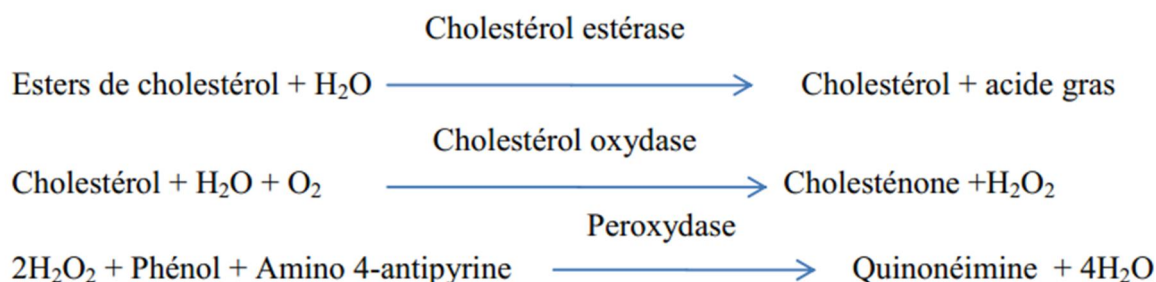 Cholestérol estérase
Esters de cholestérol + H₂O Cholestérol + acide gras
Cholestérol oxydase
Cholestérol + H₂O + O₂ Cholesténone +H₂O₂
Peroxydase
2H₂O₂ + Phénol + Amino 4-antipyrine Quinonéimine + 4H₂O